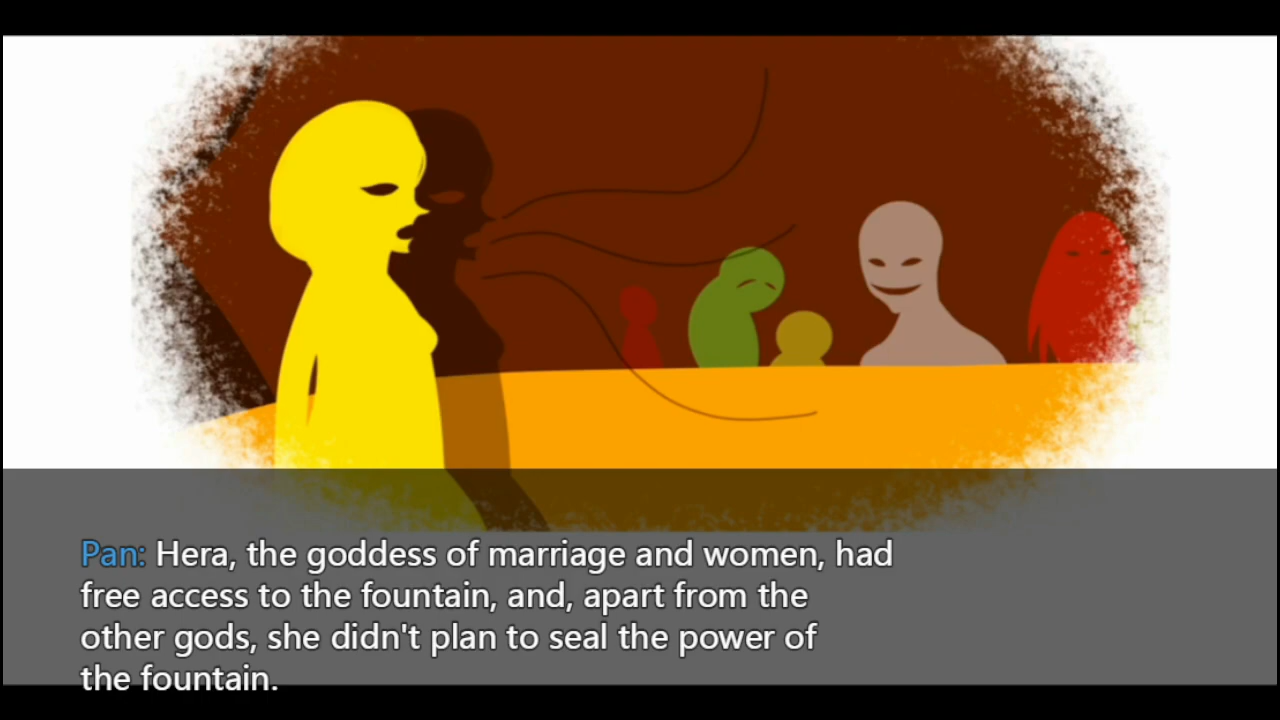 Pan: Hera, the goddess of marriage and women, had
free access to the fountain, and, apart from the
other gods, she didn't plan to seal the power of
the fountain.